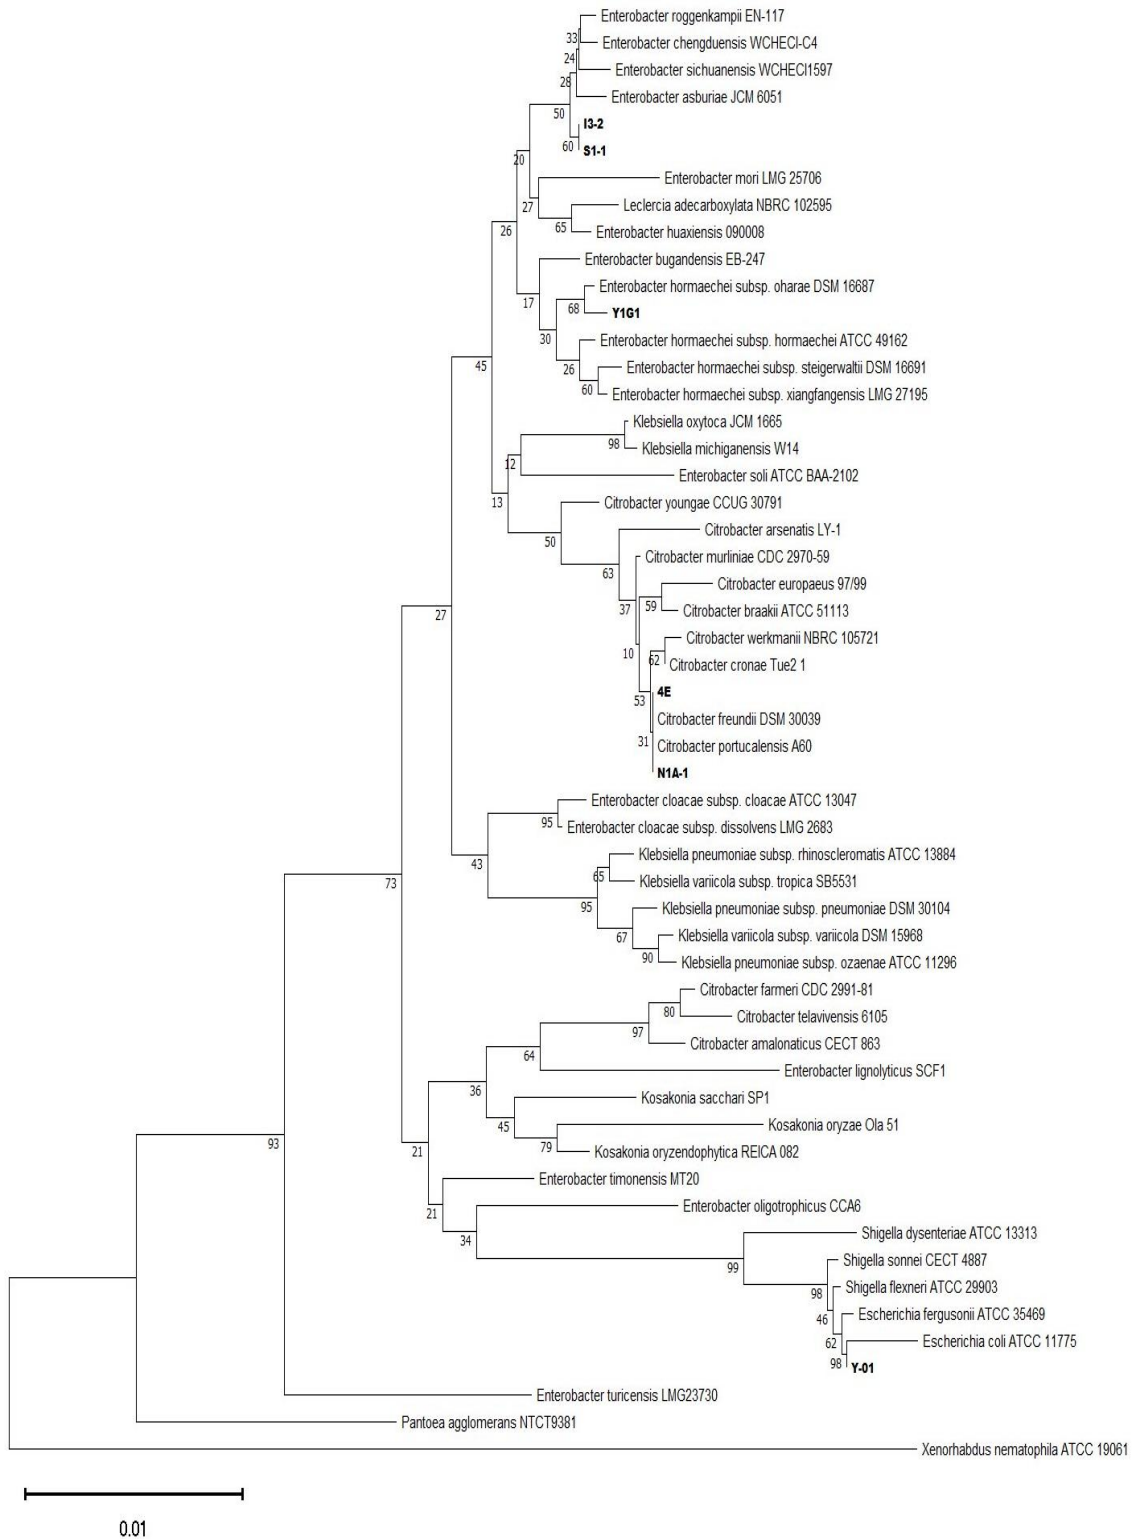 Enterobacter roggenkampii EN-117
33
Enterobacter chengduensis WCHECl-C4
24
Enterobacter sichuanensis WCHECl1597
28
Enterobacter asburiae JCM 6051
50
I3-2
60
S1-1
20
Enterobacter mori LMG 25706
27
Leclercia adecarboxylata NBRC 102595
65
26
Enterobacter huaxiensis 090008
Enterobacter bugandensis EB-247
17
Enterobacter hormaechei subsp. oharae DSM 16687
68
Y1G1
30
Enterobacter hormaechei subsp. hormaechei ATCC 49162
45
26
Enterobacter hormaechei subsp. steigerwaltii DSM 16691
60
Enterobacter hormaechei subsp. xiangfangensis LMG 27195
Klebsiella oxytoca JCM 1665
98
Klebsiella michiganensis W14
12
Enterobacter soli ATCC BAA-2102
13
Citrobacter youngae CCUG 30791
50
Citrobacter arsenatis LY-1
63
Citrobacter murliniae CDC 2970-59
Citrobacter europaeus 97/99
37
59
Citrobacter braakii ATCC 51113
27
Citrobacter werkmanii NBRC 105721
10
62
Citrobacter cronae Tue2 1
4E
53
Citrobacter freundii DSM 30039
31
Citrobacter portucalensis A60
N1A-1
Enterobacter cloacae subsp. cloacae ATCC 13047
95
Enterobacter cloacae subsp. dissolvens LMG 2683
43
Klebsiella pneumoniae subsp. rhinoscleromatis ATCC 13884
65
Klebsiella variicola subsp. tropica SB5531
73
95
Klebsiella pneumoniae subsp. pneumoniae DSM 30104
67
Klebsiella variicola subsp. variicola DSM 15968
90
Klebsiella pneumoniae subsp. ozaenae ATCC 11296
Citrobacter farmeri CDC 2991-81
80
Citrobacter telavivensis 6105
97
Citrobacter amalonaticus CECT 863
64
Enterobacter lignolyticus SCF1
36
Kosakonia sacchari SP1
45
Kosakonia oryzae Ola 51
93
79
21
Kosakonia oryzendophytica REICA 082
Enterobacter timonensis MT20
21
Enterobacter oligotrophicus CCA6
34
Shigella dysenteriae ATCC 13313
99
Shigella sonnei CECT 4887
98
Shigella flexneri ATCC 29903
46
Escherichia fergusonii ATCC 35469
62
Escherichia coli ATCC 11775
98
Y-01
Enterobacter turicensis LMG23730
Pantoea agglomerans NTCT9381
Xenorhabdus nematophila ATCC 19061
0.01